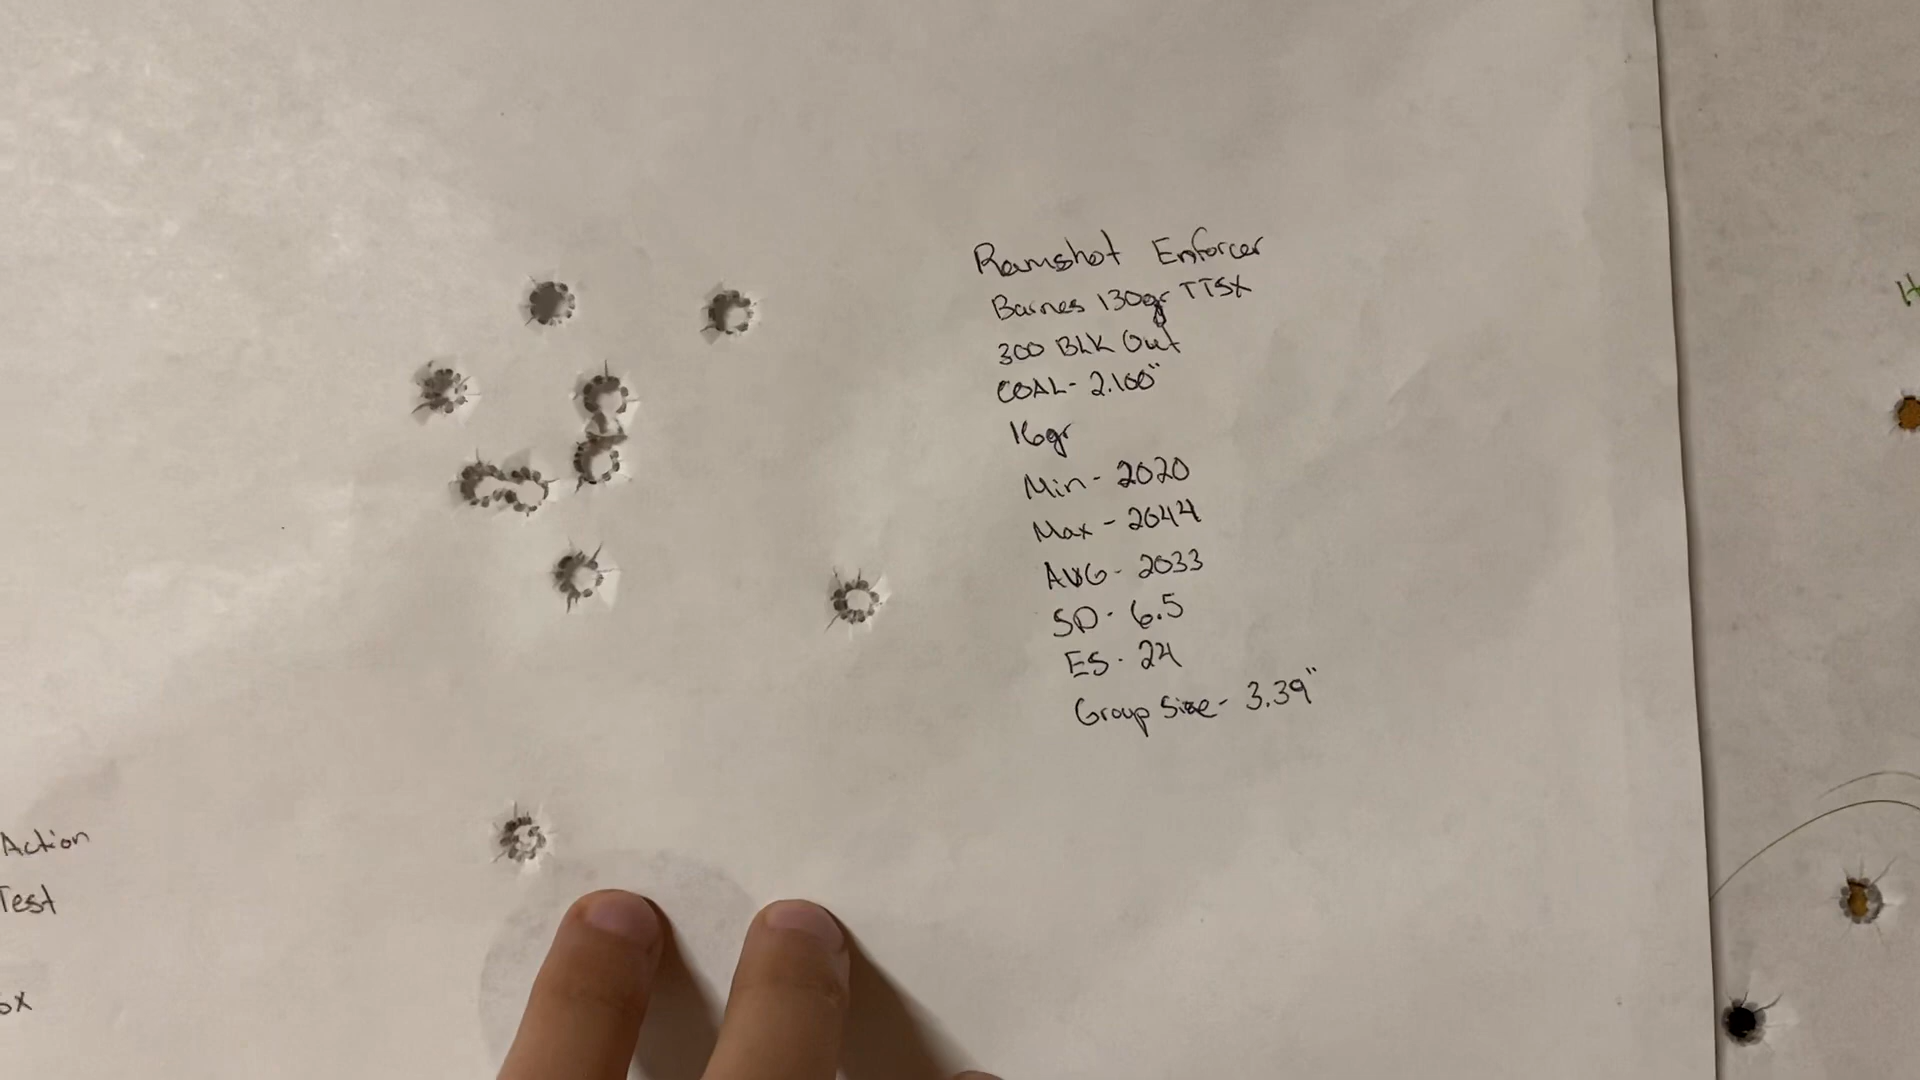 Ramshot Enforcer
Barnes 130gr TTSX
300 BLK Out
COAL- 2.100"
16gr
Min- 2020
Max - 2044
AVG- 2033
SD- 6.5
ES- 24
Group Size- 3.39"
Action
Test